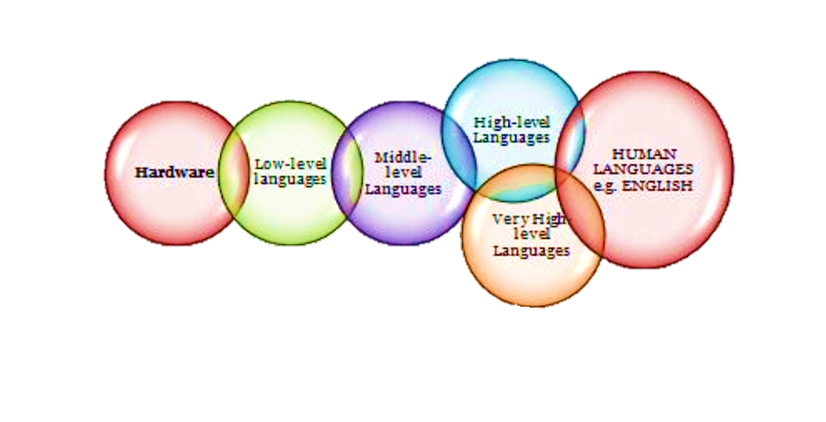 Hardware
Low-level
languages
Middle-
level
Languages
High-level
Languages
Very High-
level
Languages
HUMAN
LANGUAGES
e.g. ENGLISH